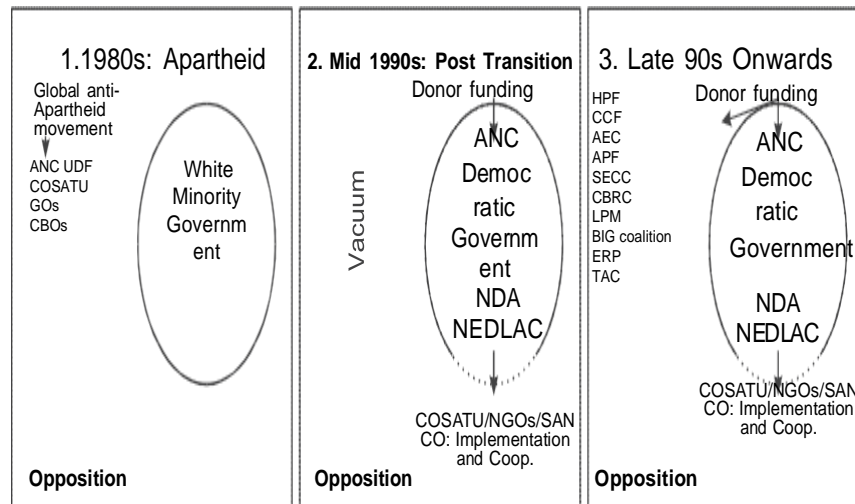 1.1980s: Apartheid
Global anti-
Apartheid
movement
ANC UDF
COSATU
GOs
CBOs
White
Minority
Governm
ent
Opposition
2. Mid 1990s: Post Transition
Donor funding
Vacuum
ANC
Democ
ratic
Governm
ent
NDA
NEDLAC
COSATU/NGOs/SAN
CO: Implementation
and Coop.
Opposition
3. Late 90s Onwards
Donor funding
HPF
CCF
AEC
APF
SECC
CBRC
LPM
BIG coalition
ERP
TAC
ANC
Democ
ratic
Government
NDA
NEDLAC
COSATU/NGOs/SAN
CO: Implementation
and Coop.
Opposition